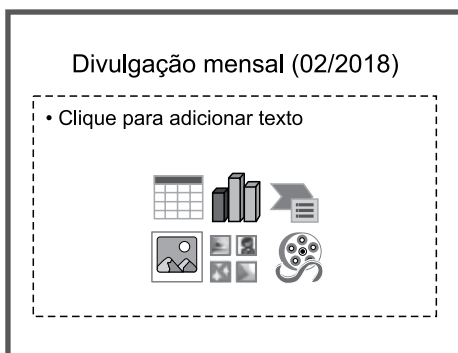 Divulgação mensal (02/2018)
• Clique para adicionar texto